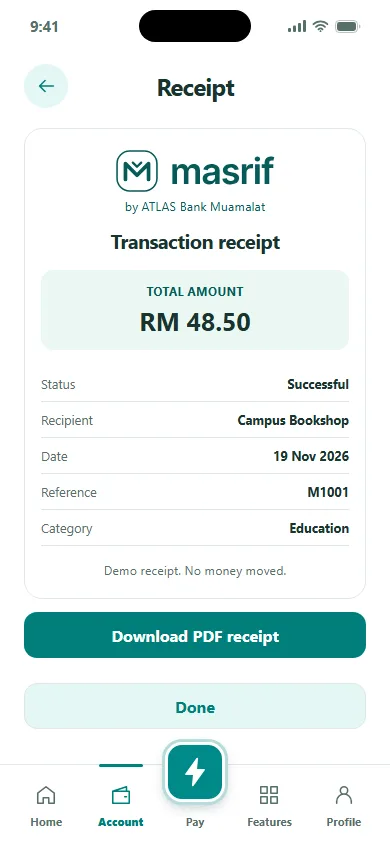 9:41
Receipt
masrif
by ATLAS Bank Muamalat
Transaction receipt
TOTAL AMOUNT
RM 48.50
Status Successful
Recipient Campus Bookshop
Date 19 Nov 2026
Reference M1001
Category Education
Demo receipt. No money moved.
Download PDF receipt
Done
Home Account Pay Features Profile